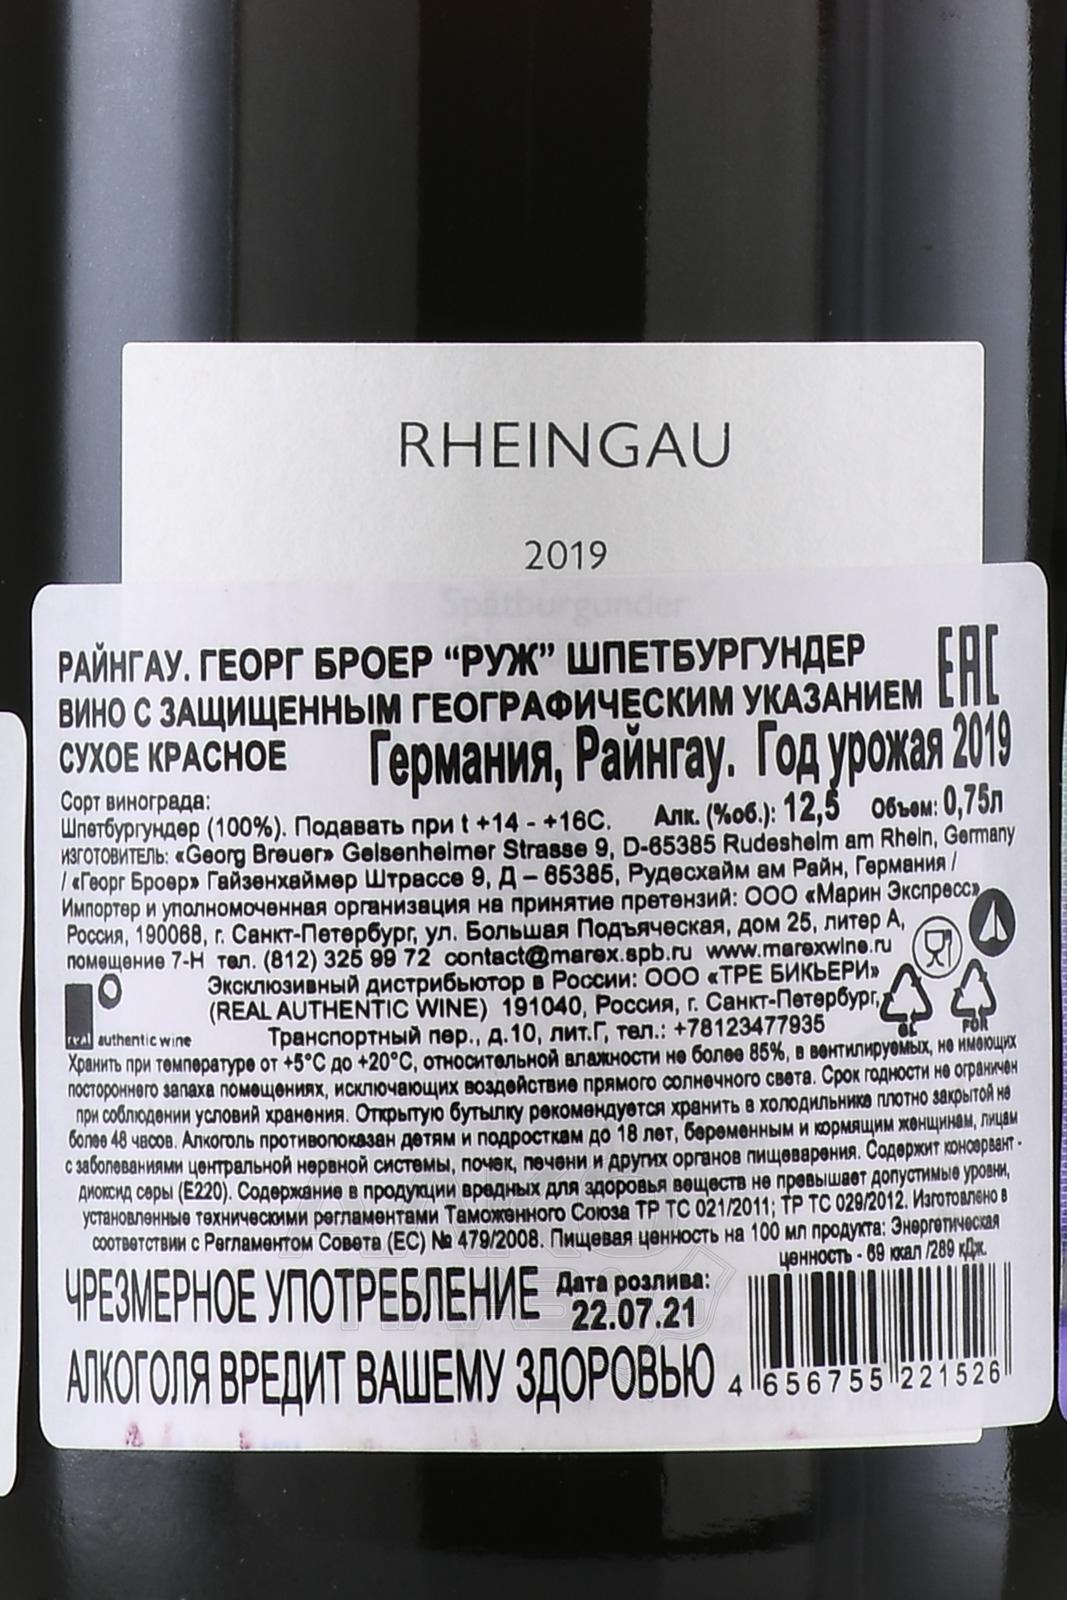 RHEINGAU
2019
Spätburgunder
РАЙНГАУ. ГЕОРГ БРОЕР “РУЖ” ШПЕТБУРГУНДЕР
ВИНО С ЗАЩИЩЕННЫМ ГЕОГРАФИЧЕСКИМ УКАЗАНИЕМ
EAC
СУХОЕ КРАСНОЕ Германия, Райнгау. Год урожая 2019
Сорт винограда:
Шпетбургундер (100%). Подавать при t +14 - +16С. Алк. (%об.): 12,5 Объем: 0,75л
изготовитель: «Georg Breuer» Geisenheimer Strasse 9, D-65385 Rudesheim am Rhein, Germany
/ «Георг Броер» Гайзенхаймер Штрассе 9, Д – 65385, Рудесхайм ам Райн, Германия /
Импортер и уполномоченная организация на принятие претензий: ООО «Марин Экспресс»,
Россия, 190068, г. Санкт-Петербург, ул. Большая Подъяческая, дом 25, литер А,
помещение 7-Н тел. (812) 325 99 72 contact@marex.spb.ru www.marexwine.ru
Эксклюзивный дистрибьютор в России: ООО «ТРЕ БИКЬЕРИ»
(REAL AUTHENTIC WINE) 191040, Россия, г. Санкт-Петербург,
Транспортный пер., д.10, лит.Г, тел.: +78123477935
real authentic wine
GL
FOR
Хранить при температуре от +5°С до +20°С, относительной влажности не более 85%, в вентилируемых, не имеющих
постороннего запаха помещениях, исключающих воздействие прямого солнечного света. Срок годности не ограничен
при соблюдении условий хранения. Открытую бутылку рекомендуется хранить в холодильнике плотно закрытой не
более 48 часов. Алкоголь противопоказан детям и подросткам до 18 лет, беременным и кормящим женщинам, лицам
с заболеваниями центральной нервной системы, почек, печени и других органов пищеварения. Содержит консервант -
диоксид серы (Е220). Содержание в продукции вредных для здоровья веществ не превышает допустимые уровни,
установленные техническими регламентами Таможенного Союза ТР ТС 021/2011; ТР ТС 029/2012. Изготовлено в
соответствии с Регламентом Совета (ЕС) № 479/2008. Пищевая ценность на 100 мл продукта: Энергетическая
ценность - 69 ккал /289 кДж.
ЧРЕЗМЕРНОЕ УПОТРЕБЛЕНИЕ
Дата розлива:
22.07.21
АЛКОГОЛЯ ВРЕДИТ ВАШЕМУ ЗДОРОВЬЮ
4 656755 221526